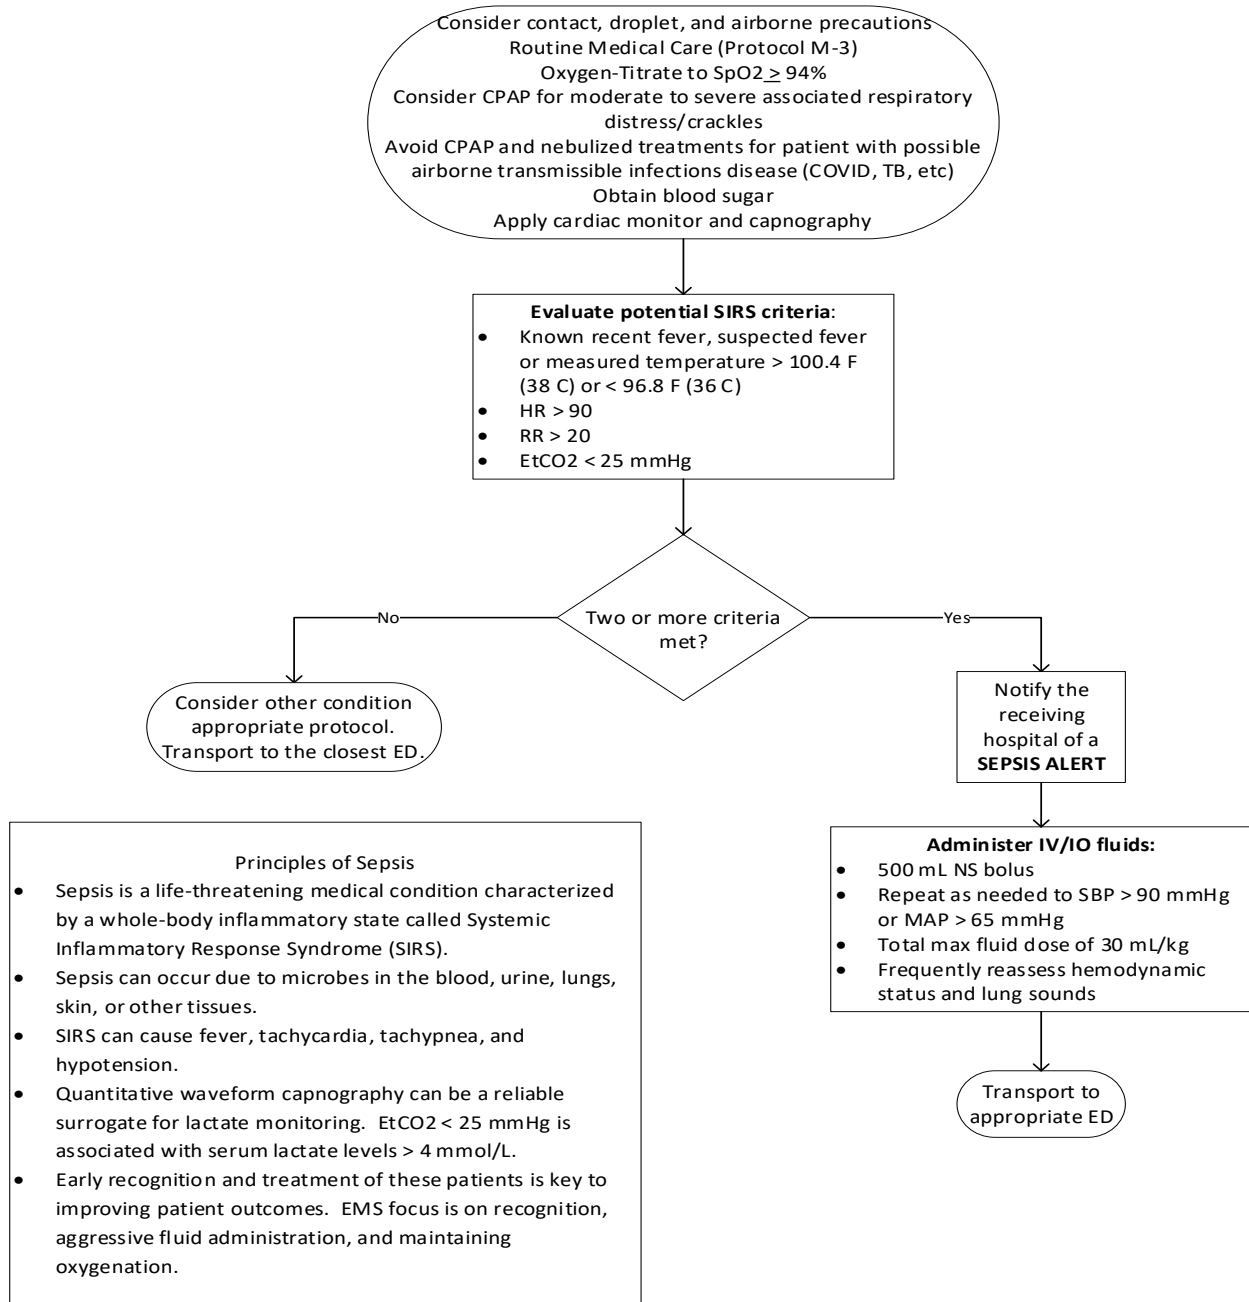 Consider contact, droplet, and airborne precautions
Routine Medical Care (Protocol M-3)
Oxygen-Titrate to SpO2 ≥ 94%
Consider CPAP for moderate to severe associated respiratory
distress/crackles
Avoid CPAP and nebulized treatments for patient with possible
airborne transmissible infections disease (COVID, TB, etc)
Obtain blood sugar
Apply cardiac monitor and capnography
Evaluate potential SIRS criteria:
• Known recent fever, suspected fever
or measured temperature > 100.4 F
(38 C) or < 96.8 F (36 C)
• HR > 90
• RR > 20
• EtCO2 < 25 mmHg
Two or more criteria
met?
No
Yes
Consider other condition
appropriate protocol.
Transport to the closest ED.
Notify the
receiving
hospital of a
SEPSIS ALERT
Administer IV/IO fluids:
• 500 mL NS bolus
• Repeat as needed to SBP > 90 mmHg
or MAP > 65 mmHg
• Total max fluid dose of 30 mL/kg
• Frequently reassess hemodynamic
status and lung sounds
Transport to
appropriate ED
Principles of Sepsis
• Sepsis is a life-threatening medical condition characterized
by a whole-body inflammatory state called Systemic
Inflammatory Response Syndrome (SIRS).
• Sepsis can occur due to microbes in the blood, urine, lungs,
skin, or other tissues.
• SIRS can cause fever, tachycardia, tachypnea, and
hypotension.
• Quantitative waveform capnography can be a reliable
surrogate for lactate monitoring. EtCO2 < 25 mmHg is
associated with serum lactate levels > 4 mmol/L.
• Early recognition and treatment of these patients is key to
improving patient outcomes. EMS focus is on recognition,
aggressive fluid administration, and maintaining
oxygenation.